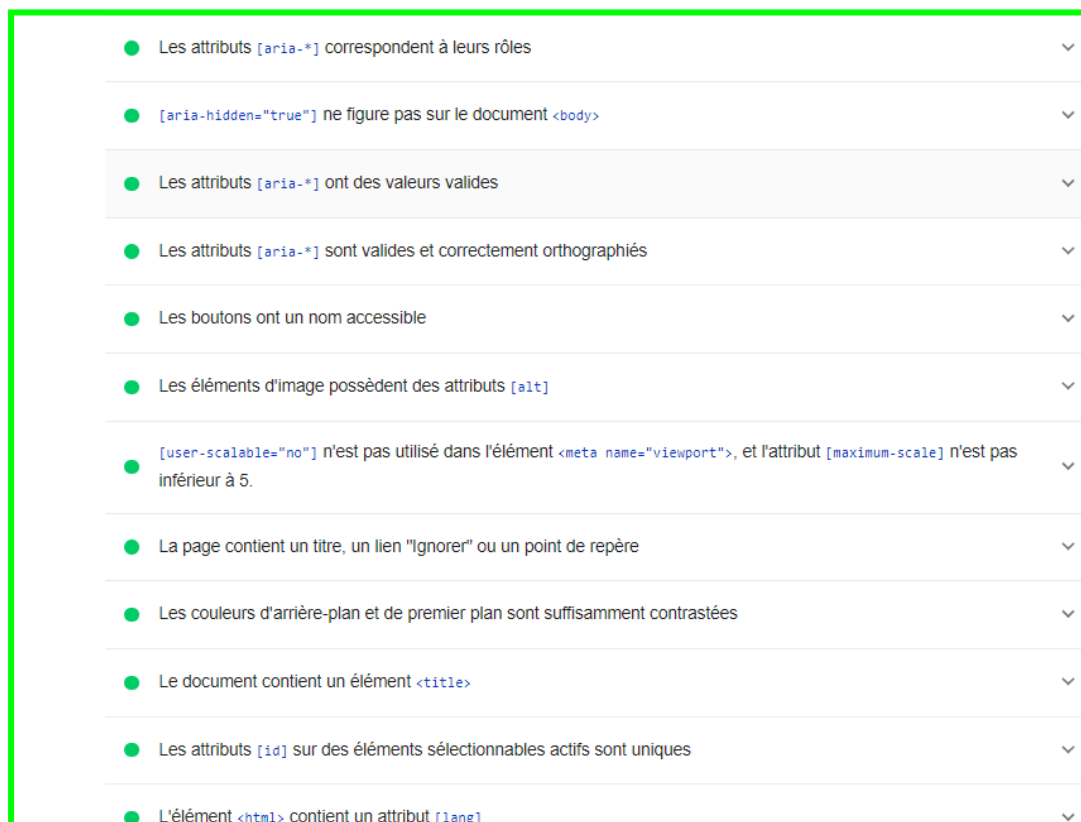 Les attributs [aria-*] correspondent à leurs rôles
[aria-hidden="true"] ne figure pas sur le document <body>
Les attributs [aria-*] ont des valeurs valides
Les attributs [aria-*] sont valides et correctement orthographiés
Les boutons ont un nom accessible
Les éléments d'image possèdent des attributs [alt]
[user-scalable="no"] n'est pas utilisé dans l'élément <meta name="viewport">, et l'attribut [maximum-scale] n'est pas
inférieur à 5.
La page contient un titre, un lien "Ignorer" ou un point de repère
Les couleurs d'arrière-plan et de premier plan sont suffisamment contrastées
Le document contient un élément <title>
Les attributs [id] sur des éléments sélectionnables actifs sont uniques
L'élément <html> contient un attribut [lang]